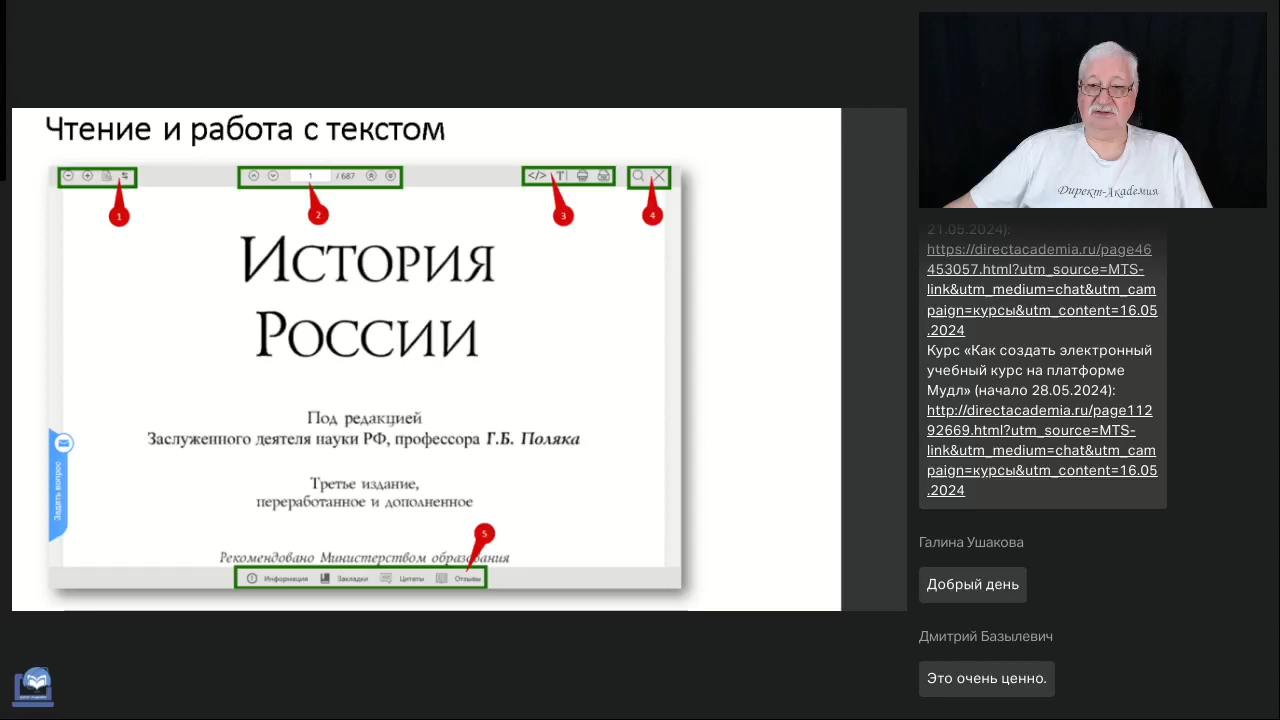 Чтение и работа с текстом
1 / 687 </> T
1 2 3 4
История
России
Под редакцией
Заслуженного деятеля науки РФ, профессора Г.Б. Поляка
Третье издание,
переработанное и дополненное
5
Рекомендовано Министерством образования
Информация Закладки Цитаты Отзывы
Задать вопрос
Директ-Академия
21.05.2024):
https://directacademia.ru/page46
453057.html?utm_source=MTS-
link&utm_medium=chat&utm_cam
paign=курсы&utm_content=16.05
.2024
Курс «Как создать электронный
учебный курс на платформе
Мудл» (начало 28.05.2024):
http://directacademia.ru/page112
92669.html?utm_source=MTS-
link&utm_medium=chat&utm_cam
paign=курсы&utm_content=16.05
.2024
Галина Ушакова
Добрый день
Дмитрий Базылевич
Это очень ценно.